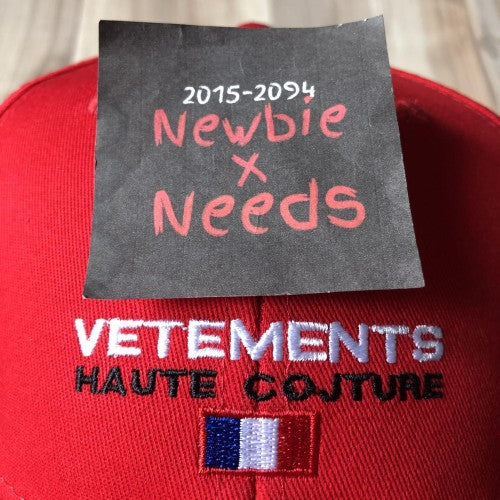 2015-2094
Newbie
x
Needs
VETEMENTS
HAUTE COUTURE